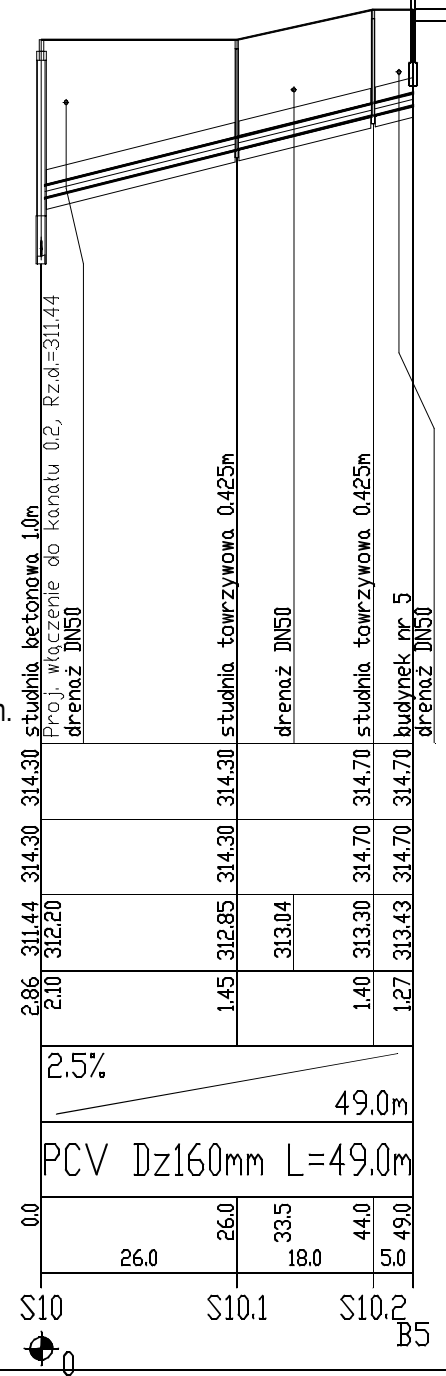 studnia betonowa 1.0m
Proj. włączenie do kanału 0.2, Rz.d.=311.44
drenaż DN50
studnia towrzywowa 0.425m
drenaż DN50
studnia towrzywowa 0.425m
budynek nr 5
drenaż DN50
314.30 314.30 314.70 314.70
314.30 314.30 314.70 314.70
311.44 312.20 312.85 313.04 313.30 313.43
2.86 2.10 1.45 1.40 1.27
2.5%
49.0m
PCV Dz160mm L=49.0m
0.0 26.0 33.5 44.0 49.0
26.0 18.0 5.0
S10 S10.1 S10.2
B5
0